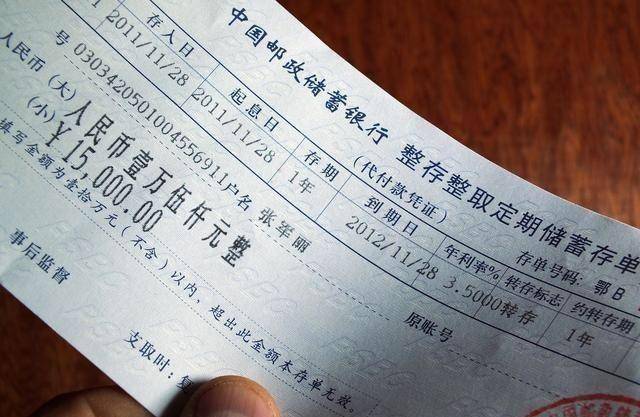 中国邮政储蓄银行 整存整取定期储蓄存单
(代付款凭证) 存单号码: 鄂B
存入日 起息日 存期 到期日 年利率% 转存标志 约转存期
1 2011/11/28 2011/11/28 1年 2012/11/28 3.5000 转存 1年
号 0303420501004556911 户名 张军丽 原账号
人民币(大) 人民币壹万伍仟元整
(小) ¥15,000.00
填写金额为壹拾万元(不含)以内, 超出此金额本存单无效。
事后监督
支取时: 复